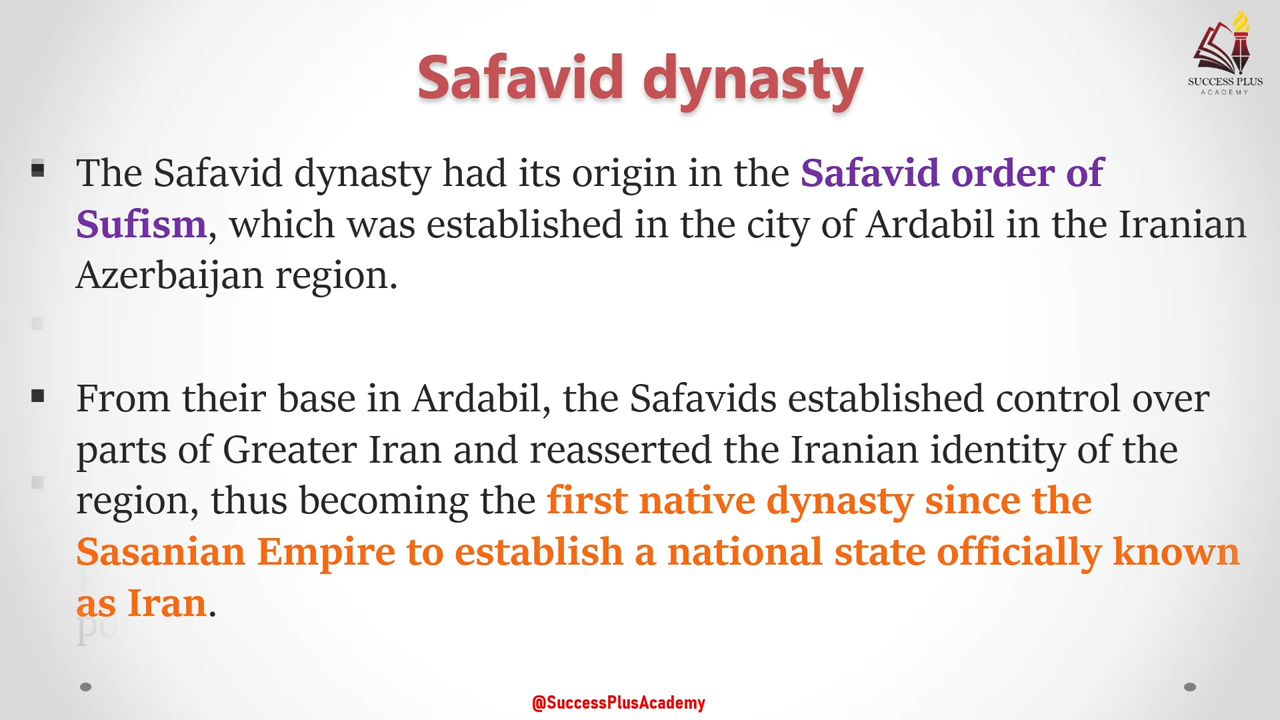 SUCCESS PLUS
ACADEMY
Safavid dynasty
▪ The Safavid dynasty had its origin in the Safavid order of
Sufism, which was established in the city of Ardabil in the Iranian
Azerbaijan region.
▪ From their base in Ardabil, the Safavids established control over
parts of Greater Iran and reasserted the Iranian identity of the
region, thus becoming the first native dynasty since the
Sasanian Empire to establish a national state officially known
as Iran.
@SuccessPlusAcademy